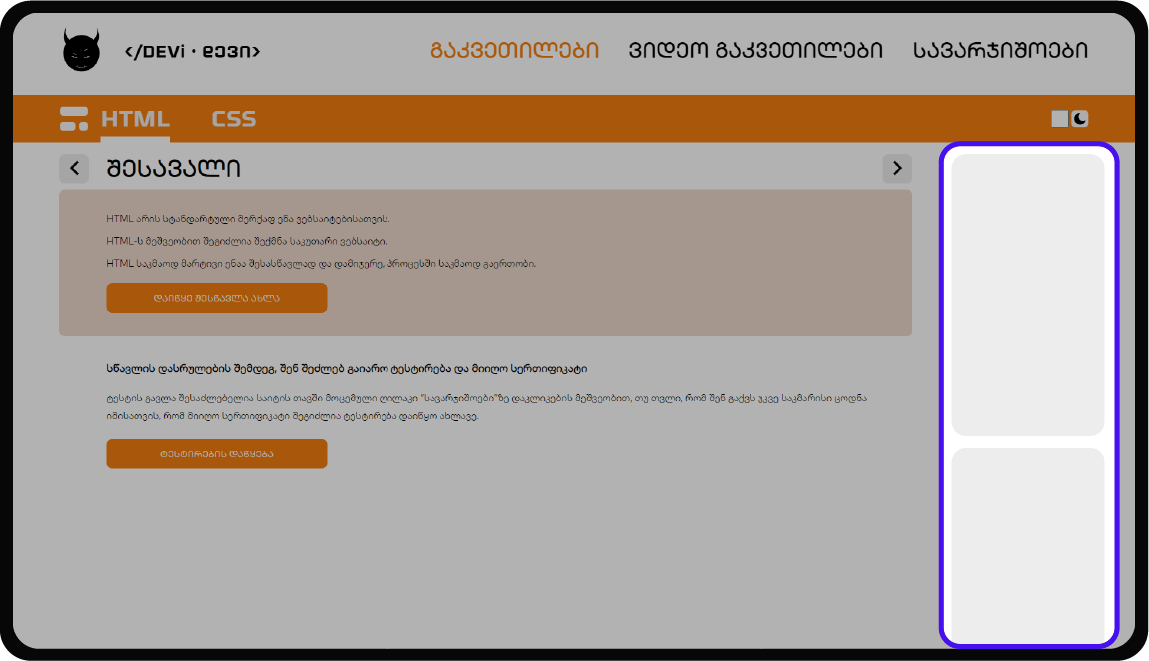 </DEVi · დევი>
გაკვეთილები ვიდეო გაკვეთილები სავარჯიშოები
HTML CSS
შესავალი
HTML არის სტანდარტული მერქაფ ენა ვებსაიტებისათვის.
HTML-ს მეშვეობით შეგიძლია შექმნა საკუთარი ვებსაიტი.
HTML საკმაოდ მარტივი ენაა შესასწავლად და დამიჯერე, პროცესში საკმაოდ გაერთობი.
დაიწყე შესწავლა ახლა
სწავლის დასრულების შემდეგ, შენ შეძლებ გაიარო ტესტირება და მიიღო სერთიფიკატი
ტესტის გავლა შესაძლებელია საიტის თავში მოცემული ღილაკი "სავარჯიშოები"ზე დაკლიკების მეშვეობით, თუ თვლი, რომ შენ გაქვს უკვე საკმარისი ცოდნა
იმისათვის, რომ მიიღო სერთიფიკატი შეგიძლია ტესტირება დაიწყო ახლავე.
ტესტირების დაწყება